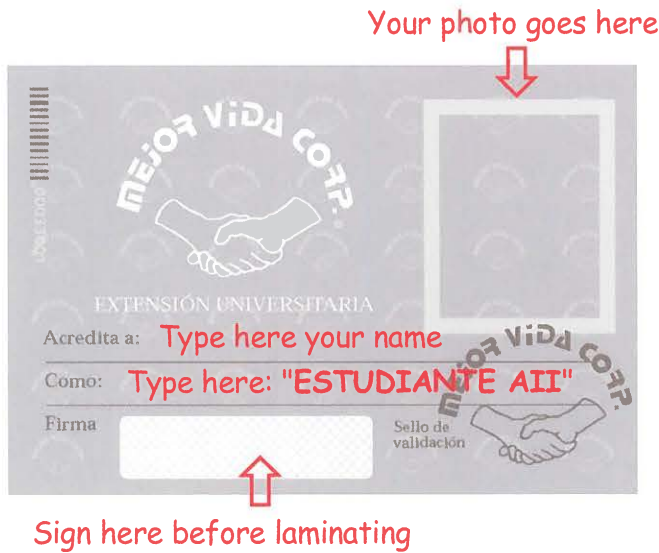 Your photo goes here
MEJOR ViDA CORP.
EXTENSIÓN UNIVERSITARIA
Acredita a: Type here your name
Como: Type here: "ESTUDIANTE AII"
MEJOR ViDA CORP.
Firma
Sello de
validación
Sign here before laminating